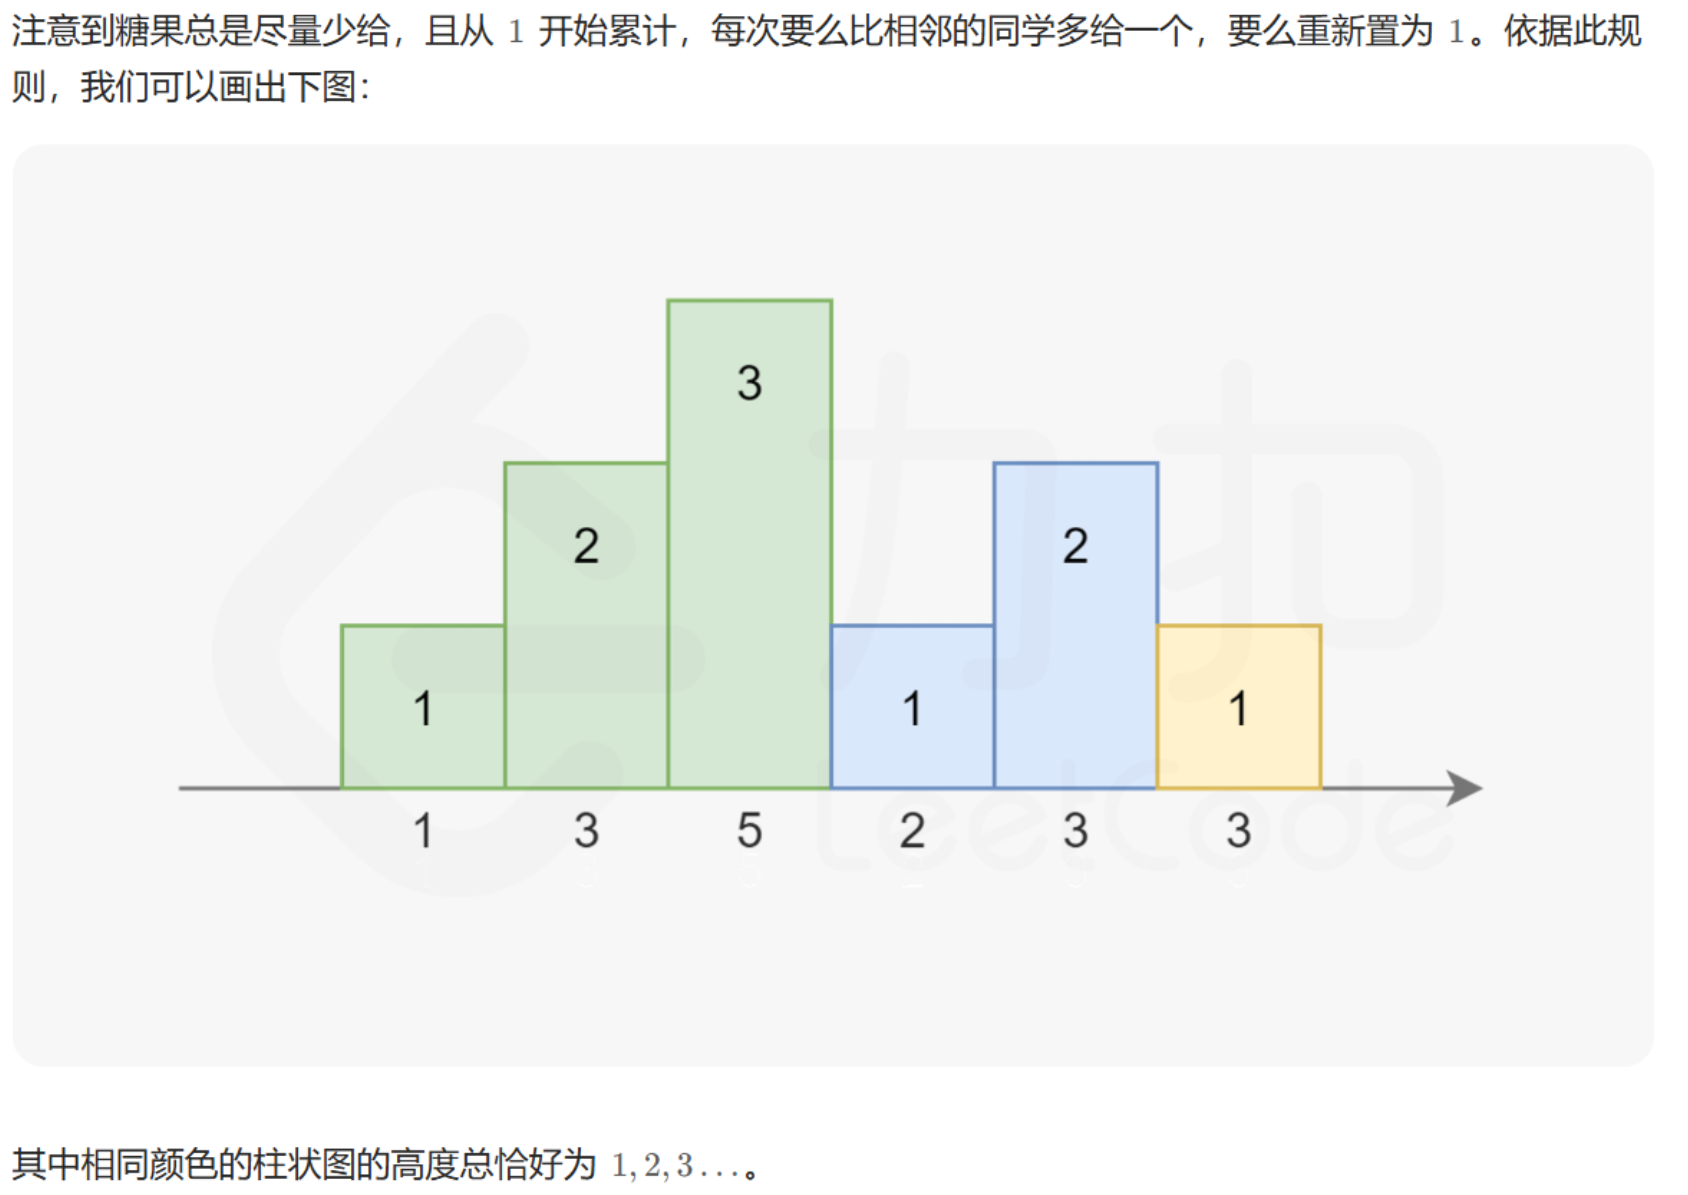 注意到糖果总是尽量少给，且从 1 开始累计，每次要么比相邻的同学多给一个，要么重新置为 1。依据此规
则，我们可以画出下图：
3
2 2
1 1 1
1 3 5 2 3 3
力扣
LeetCode
其中相同颜色的柱状图的高度总恰好为 1, 2, 3 . . .。